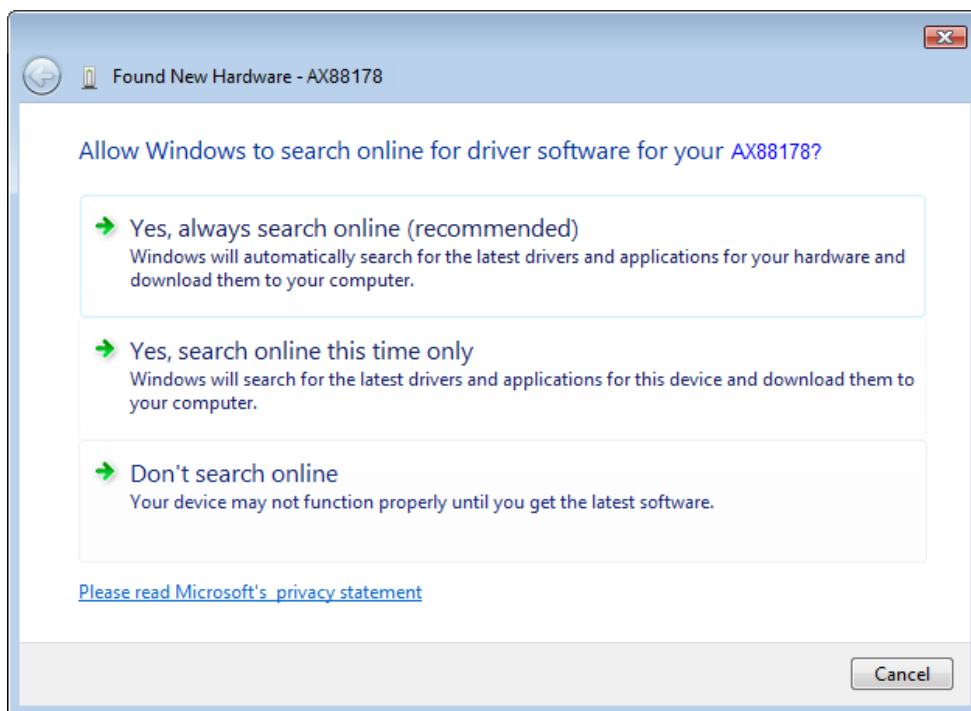 Found New Hardware - AX88178
Allow Windows to search online for driver software for your AX88178?
Yes, always search online (recommended)
Windows will automatically search for the latest drivers and applications for your hardware and
download them to your computer.
Yes, search online this time only
Windows will search for the latest drivers and applications for this device and download them to
your computer.
Don't search online
Your device may not function properly until you get the latest software.
Please read Microsoft's privacy statement
Cancel